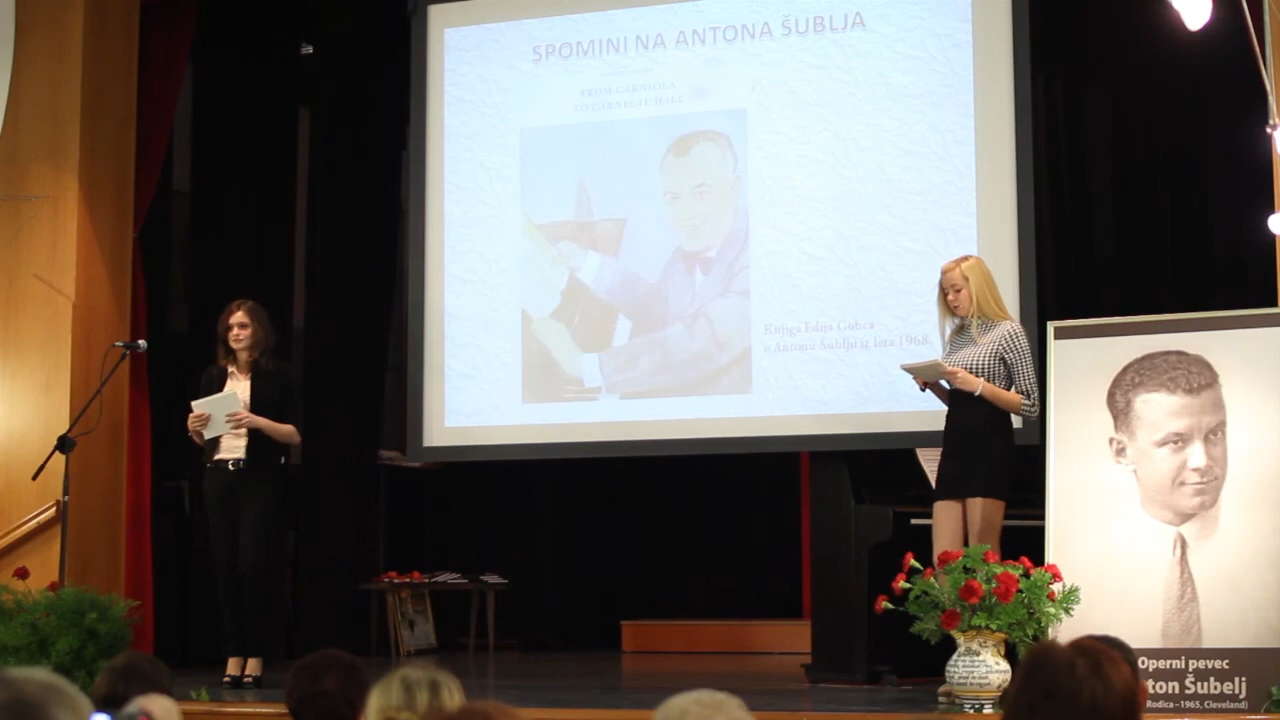 SPOMINI NA ANTONA ŠUBLJA
FROM CARNIOLA
TO CARNEGIE HALL
Knjiga Edija Gobca
o Antonu Šublju iz leta 1968.
Operni pevec
ton Šubelj
Rodica – 1965, Cleveland)